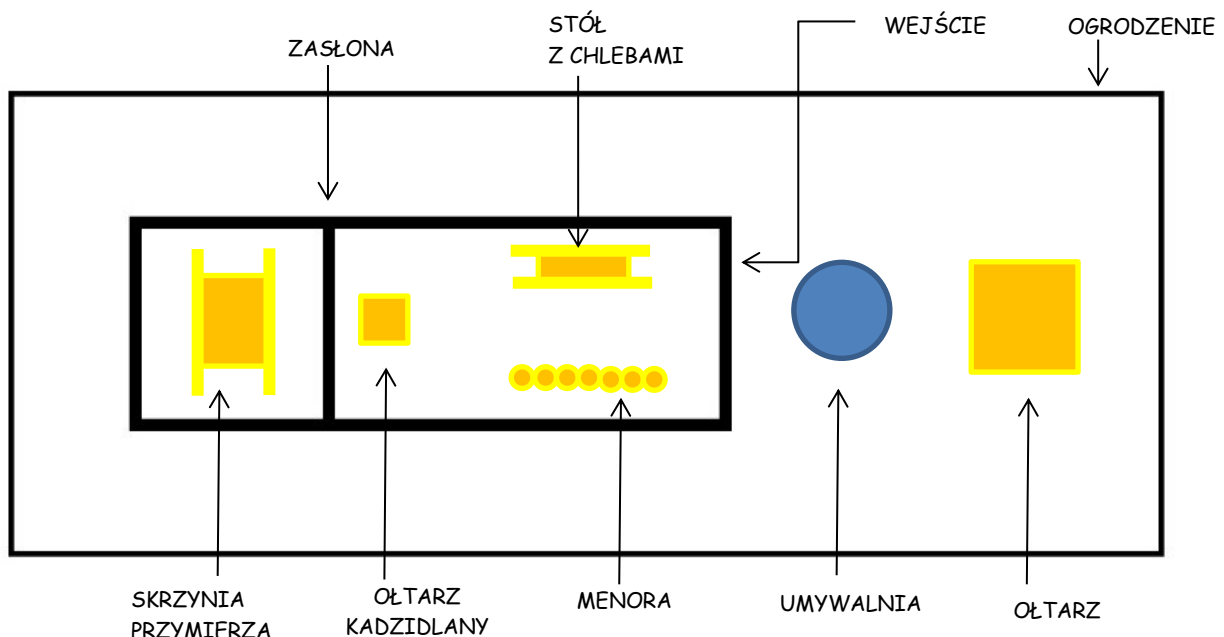 ZASŁONA
STÓŁ
Z CHLEBAMI
WEJŚCIE
OGRODZENIE
SKRZYNIA
PRZYMIERZA
OŁTARZ
KADZIDLANY
MENORA
UMYWALNIA
OŁTARZ